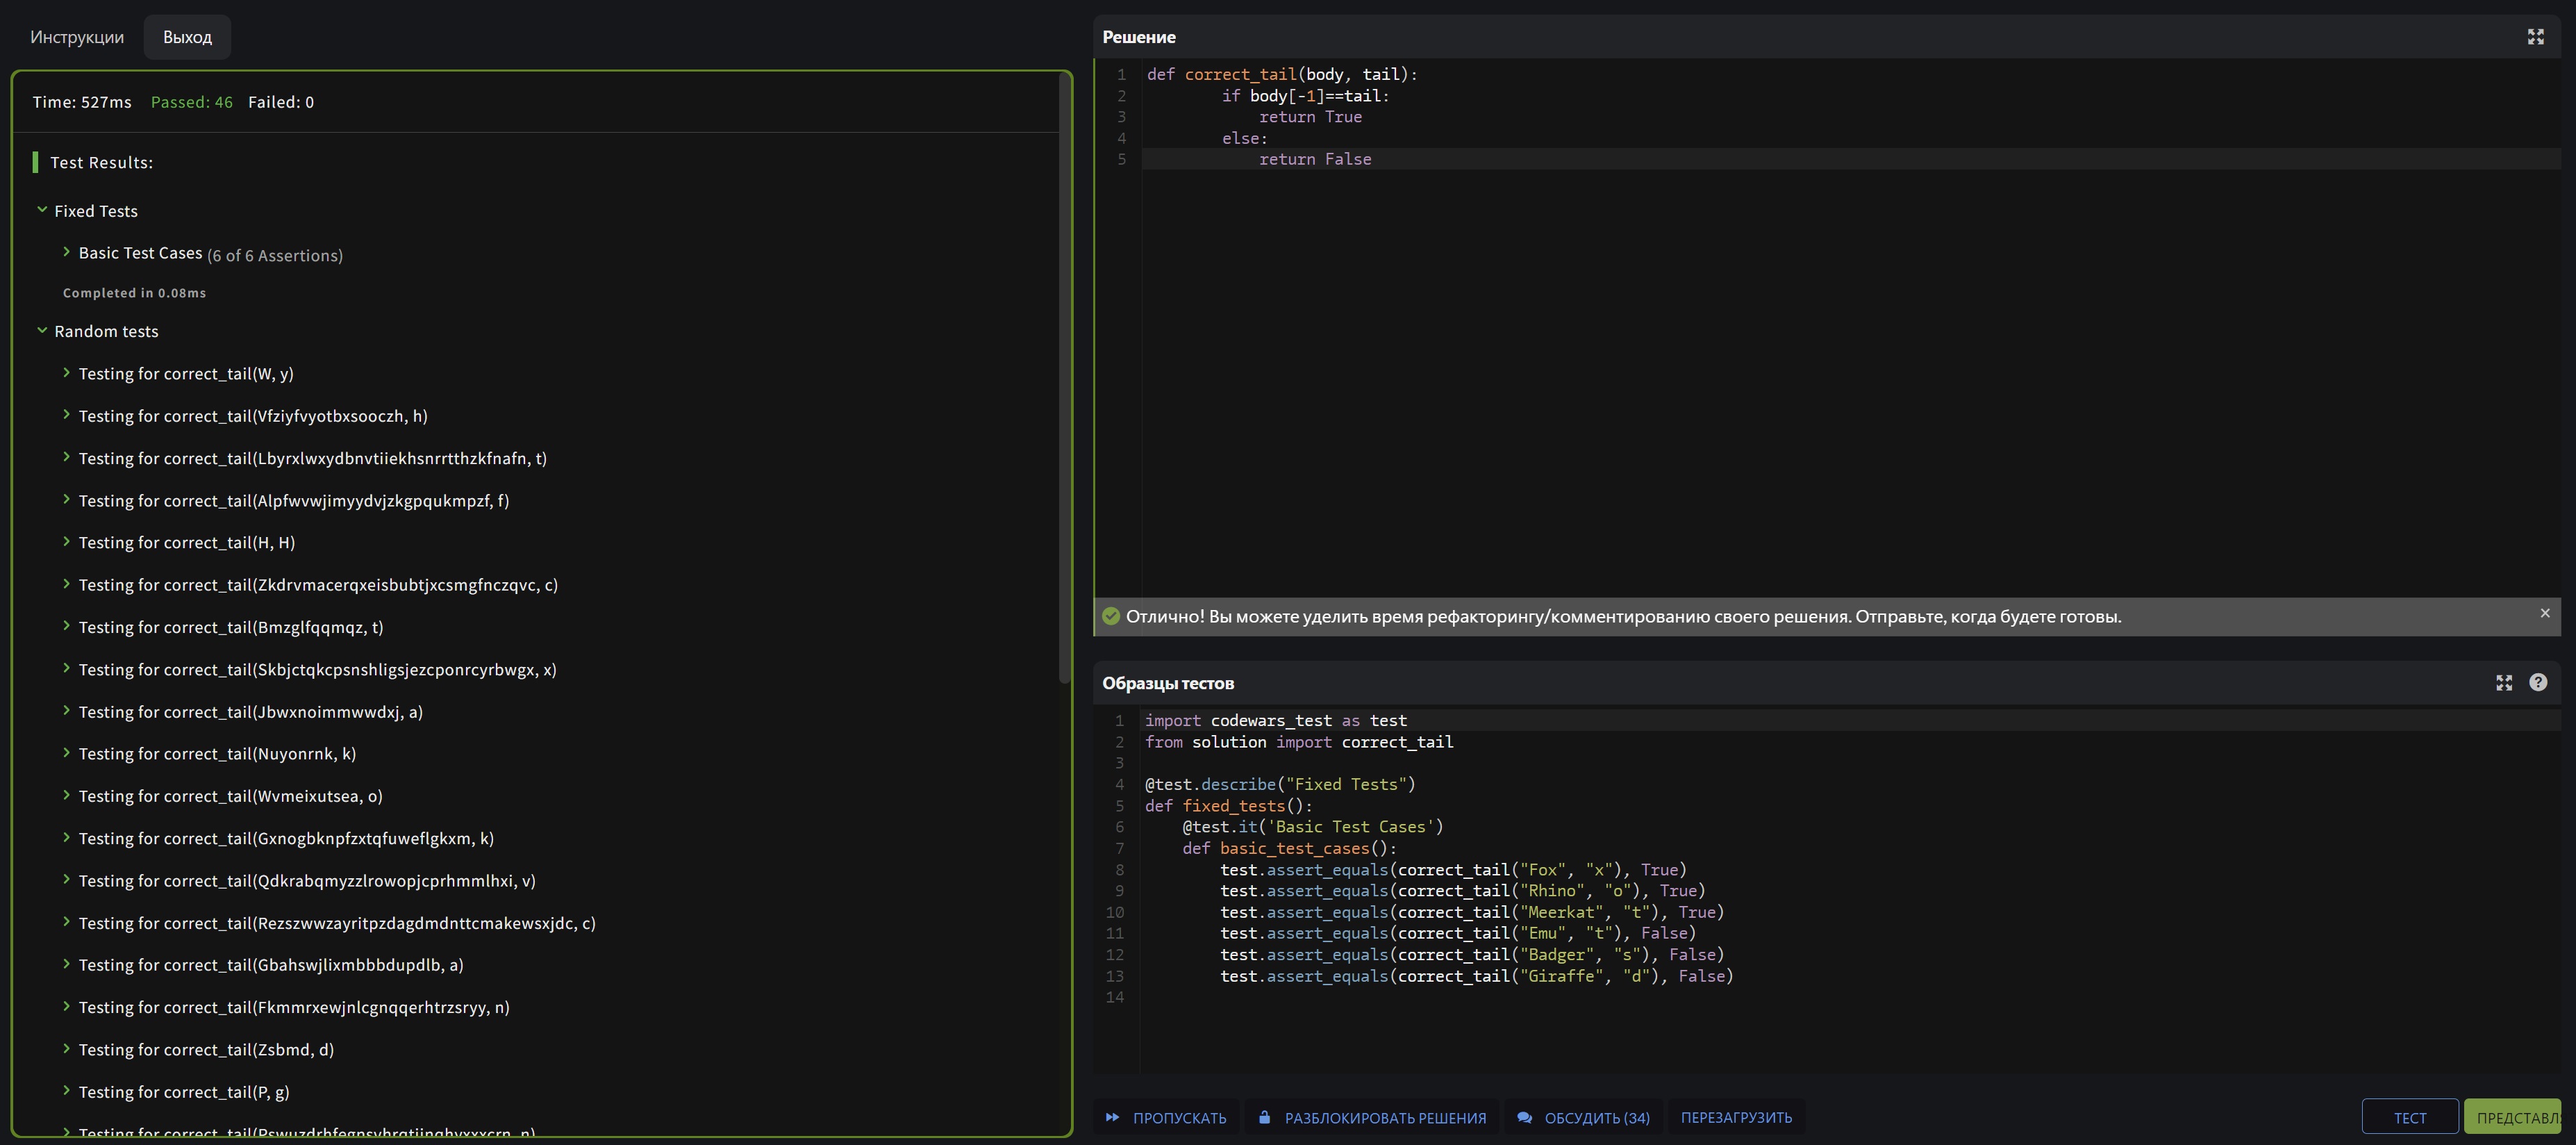 Инструкции
Выход
Time: 527ms Passed: 46 Failed: 0
Test Results:
Fixed Tests
Basic Test Cases (6 of 6 Assertions)
Completed in 0.08ms
Random tests
Testing for correct_tail(W, y)
Testing for correct_tail(Vfziyfvyotbxsooczh, h)
Testing for correct_tail(Lbyrxlwxydbnvtiiekhsnrrtthzkfnafn, t)
Testing for correct_tail(Alpfwvwjimyydvjzkgpqukmpzf, f)
Testing for correct_tail(H, H)
Testing for correct_tail(Zkdrvmacerqxeisbubtjxcsmgfnczqvc, c)
Testing for correct_tail(Bmzglfqqmqz, t)
Testing for correct_tail(Skbjctqkcpsnshligsjezcponrcyrbwgx, x)
Testing for correct_tail(Jbwxnoimmwwdxj, a)
Testing for correct_tail(Nuyonrnk, k)
Testing for correct_tail(Wvmeixutsea, o)
Testing for correct_tail(Gxnogbknpfzxtqfuweflgkxm, k)
Testing for correct_tail(Qdkrabqmyzzlrowopjcprhmmlhxi, v)
Testing for correct_tail(Rezszwwzayritpzdagdmdnttcmakewsxjdc, c)
Testing for correct_tail(Gbahswjlixmbbbdupdlb, a)
Testing for correct_tail(Fkmmrxewjnlcgnqqerhtrzsryy, n)
Testing for correct_tail(Zsbmd, d)
Testing for correct_tail(P, g)
Testing for
Решение
1 def correct_tail(body, tail):
2 if body[-1]==tail:
3 return True
4 else:
5 return False
Отлично! Вы можете уделить время рефакторингу/комментированию своего решения. Отправьте, когда будете готовы.
Образцы тестов
1 import codewars_test as test
2 from solution import correct_tail
3
4 @test.describe("Fixed Tests")
5 def fixed_tests():
6 @test.it('Basic Test Cases')
7 def basic_test_cases():
8 test.assert_equals(correct_tail("Fox", "x"), True)
9 test.assert_equals(correct_tail("Rhino", "o"), True)
10 test.assert_equals(correct_tail("Meerkat", "t"), True)
11 test.assert_equals(correct_tail("Emu", "t"), False)
12 test.assert_equals(correct_tail("Badger", "s"), False)
13 test.assert_equals(correct_tail("Giraffe", "d"), False)
14
ПРОПУСКАТЬ
РАЗБЛОКИРОВАТЬ РЕШЕНИЯ
ОБСУДИТЬ (34)
ПЕРЕЗАГРУЗИТЬ
ТЕСТ
ПРЕДСТАВЛ